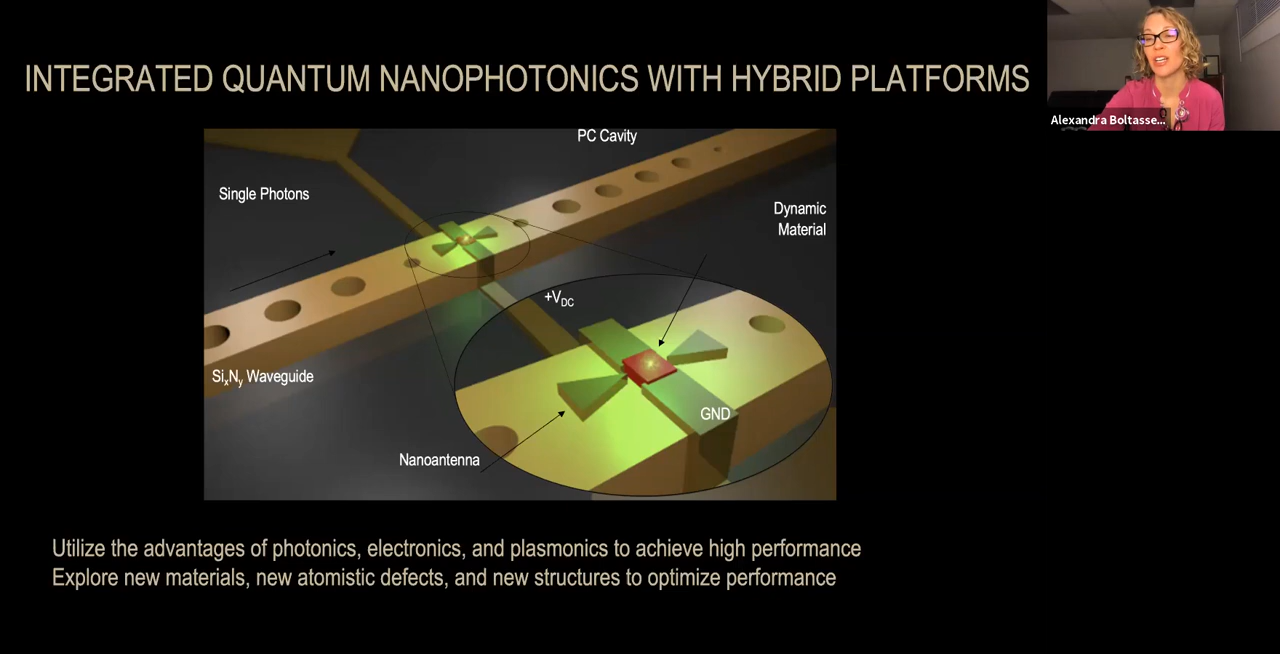 INTEGRATED QUANTUM NANOPHOTONICS WITH HYBRID PLATFORMS
Alexandra Boltasse...
PC Cavity
Single Photons
Dynamic
Material
+VDC
SixNy Waveguide
GND
Nanoantenna
Utilize the advantages of photonics, electronics, and plasmonics to achieve high performance
Explore new materials, new atomistic defects, and new structures to optimize performance